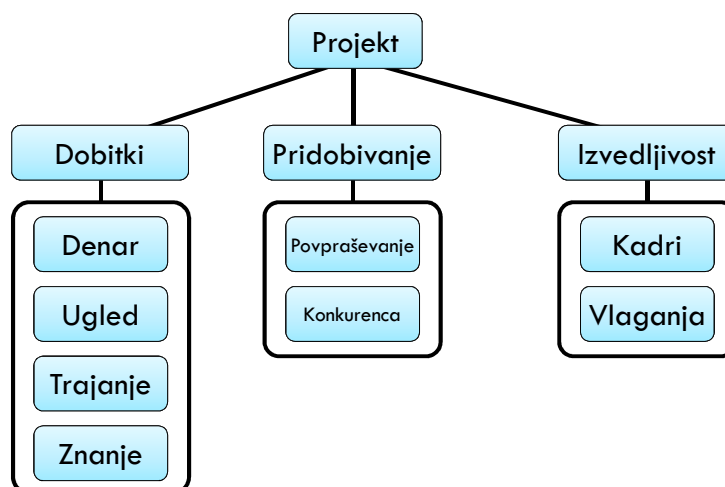 Projekt
Dobitki
Pridobivanje
Izvedljivost
Denar
Ugled
Trajanje
Znanje
Povpraševanje
Konkurenca
Kadri
Vlaganja